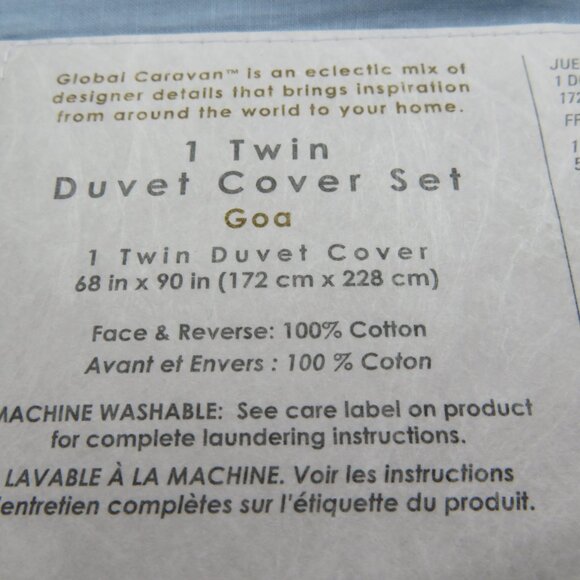 Global Caravan™ is an eclectic mix of
designer details that brings inspiration
from around the world to your home.
1 Twin
Duvet Cover Set
Goa
1 Twin Duvet Cover
68 in x 90 in (172 cm x 228 cm)
Face & Reverse: 100% Cotton
Avant et Envers : 100 % Coton
MACHINE WASHABLE: See care label on product
for complete laundering instructions.
LAVABLE À LA MACHINE. Voir les instructions
d'entretien complètes sur l'étiquette du produit.
JUE
1 D
172